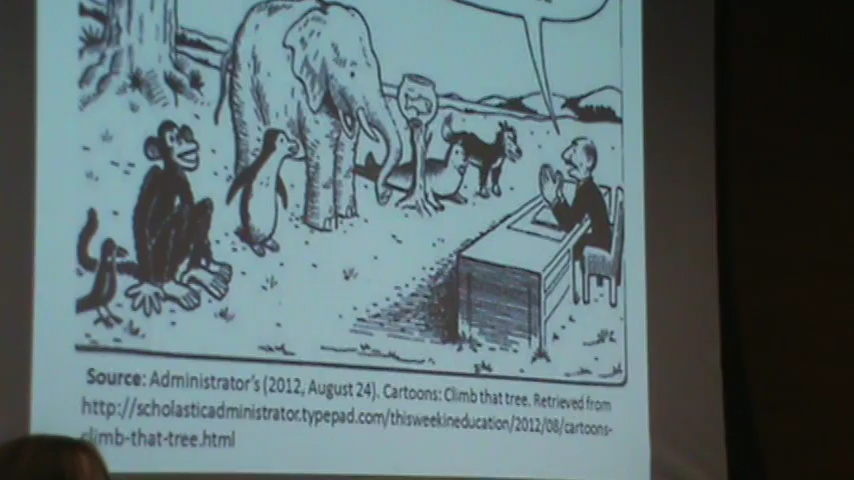 Source: Administrator's (2012, August 24). Cartoons: Climb that tree. Retrieved from
http://scholasticadministrator.typepad.com/thisweekineducation/2012/08/cartoons-
climb-that-tree.html